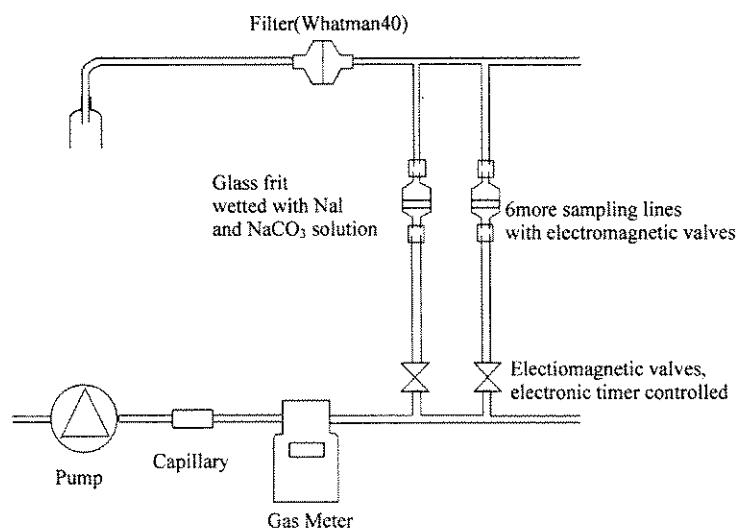 Filter(Whatman40)
Glass frit
wetted with NaI
and NaCO₃ solution
6more sampling lines
with electromagnetic valves
Electiomagnetic valves,
electronic timer controlled
Pump
Capillary
Gas Meter